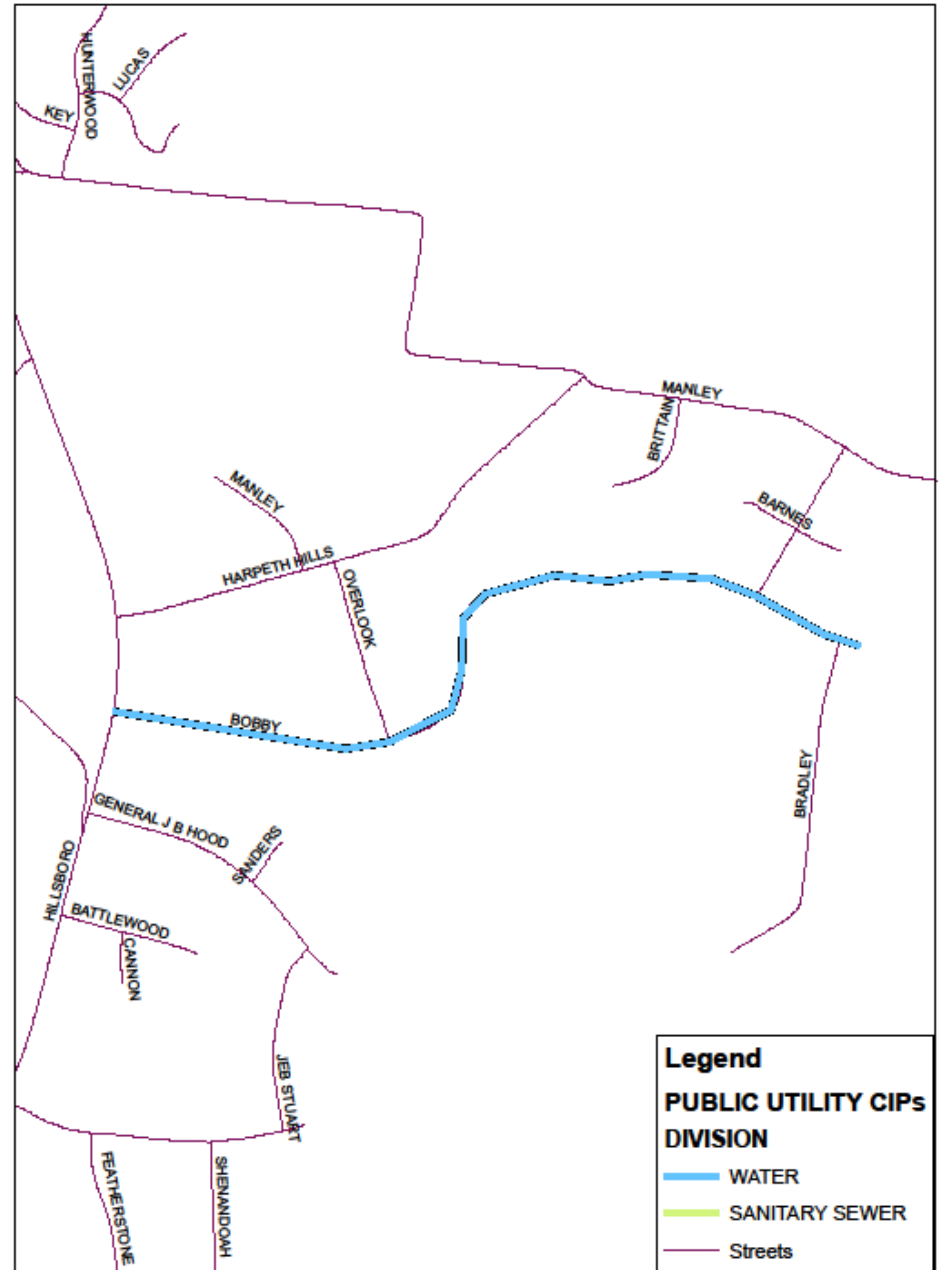 HUNTERWOOD
LUCAS
KEY
MANLEY
BRITTAIN
MANLEY
BARNES
HARPETH HILLS
OVERLOOK
BOBBY
BRADLEY
GENERAL J B HOOD
SANDERS
HILLSBORO
BATTLEWOOD
CANNON
JEB STUART
FEATHERSTONE
SHENANDOAH
Legend
PUBLIC UTILITY CIPs
DIVISION
WATER
SANITARY SEWER
Streets